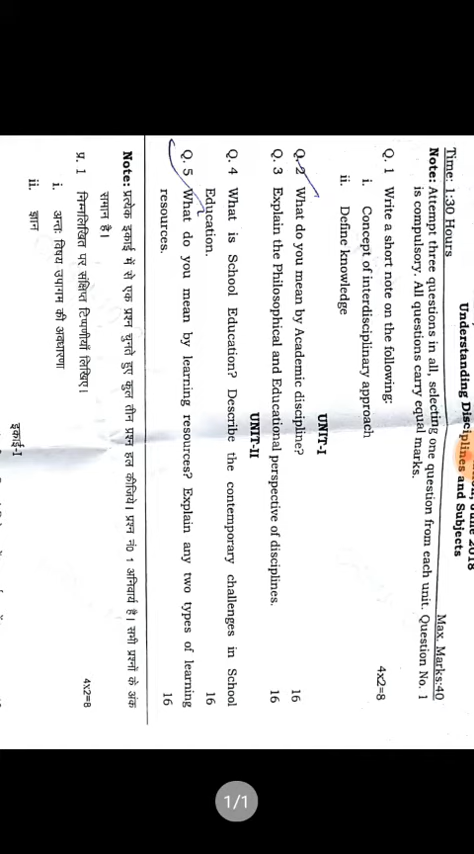 June 2018
Understanding Disciplines and Subjects
Time: 1:30 Hours Max. Marks:40
Note: Attempt three questions in all, selecting one question from each unit. Question No. 1
is compulsory. All questions carry equal marks.
Q. 1 Write a short note on the following: 4x2=8
i. Concept of interdisciplinary approach
ii. Define knowledge
UNIT-I
Q. 2 What do you mean by Academic discipline? 16
Q. 3 Explain the Philosophical and Educational perspective of disciplines. 16
UNIT-II
Q. 4 What is School Education? Describe the contemporary challenges in School
Education. 16
Q. 5 What do you mean by learning resources? Explain any two types of learning
resources. 16
Note: प्रत्येक इकाई में से एक प्रश्न चुनते हुए कुल तीन प्रश्न हल कीजिये। प्रश्न नं0 1 अनिवार्य है। सभी प्रश्नों के अंक
समान है।
प्र. 1 निम्नलिखित पर संक्षिप्त टिप्पणीयाँ लिखिए। 4x2=8
i. अन्तः विषय उपागम की अवधारणा
ii. ज्ञान
इकाई-I
1/1